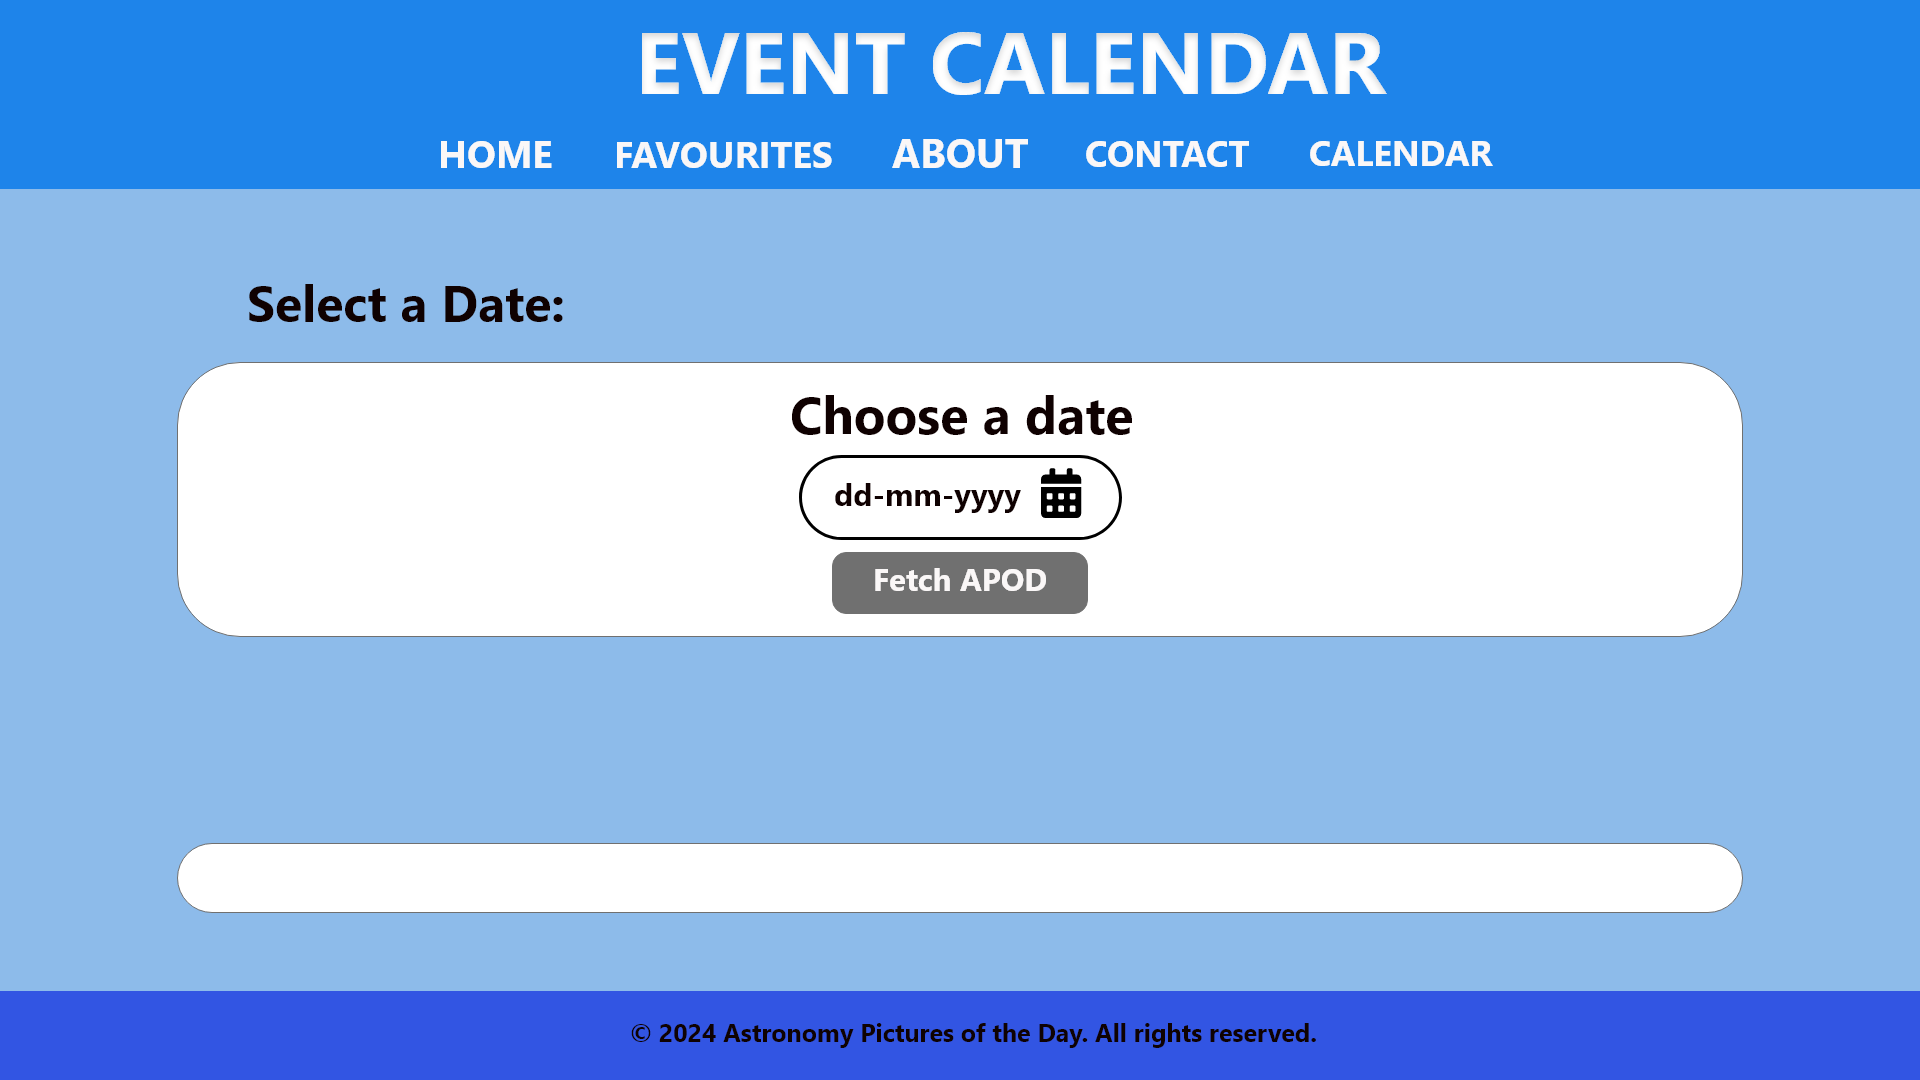 EVENT CALENDAR
HOME FAVOURITES ABOUT CONTACT CALENDAR
Select a Date:
Choose a date
dd-mm-yyyy
Fetch APOD
© 2024 Astronomy Pictures of the Day. All rights reserved.